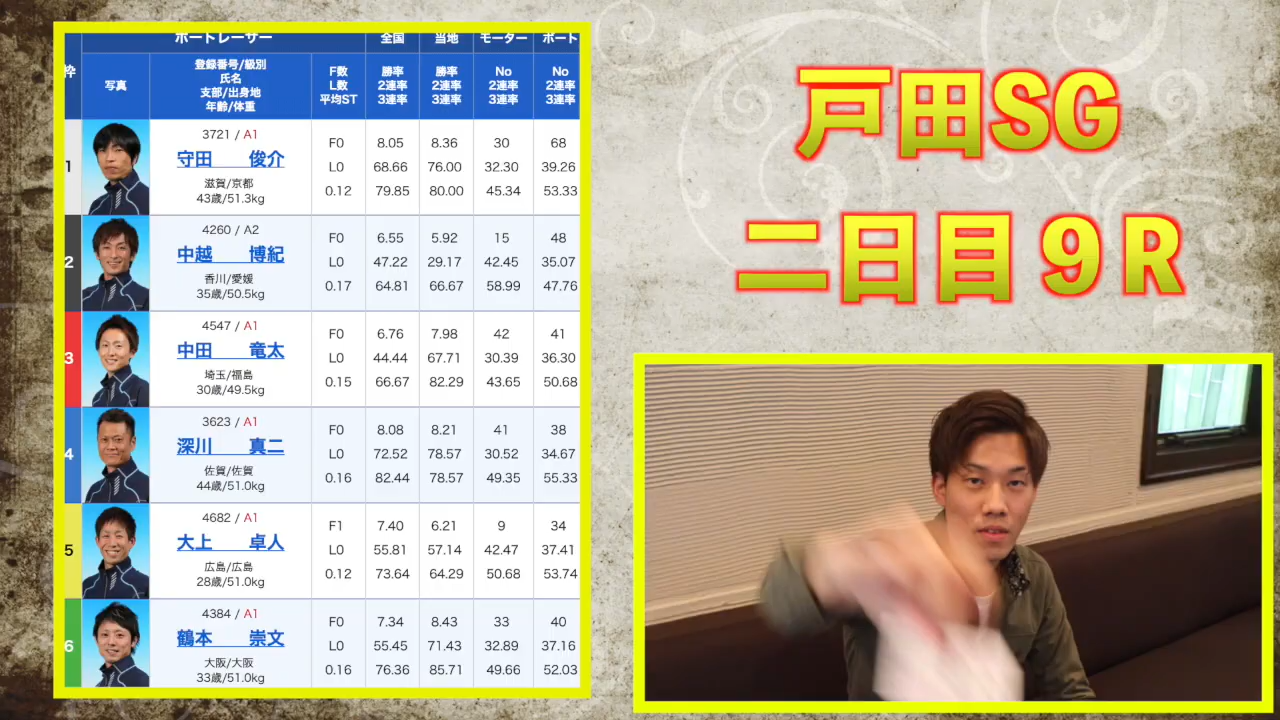 ボートレーサー 全国 当地 モーター ボート
枠 写真 登録番号/級別 氏名 支部/出身地 年齢/体重 F数 L数 平均ST 勝率 2連率 3連率 勝率 2連率 3連率 No 2連率 3連率 No 2連率 3連率
1 3721 / A1 F0 8.05 8.36 30 68
守田 俊介 L0 68.66 76.00 32.30 39.26
滋賀/京都 0.12 79.85 80.00 45.34 53.33
43歳/51.3kg
2 4260 / A2 F0 6.55 5.92 15 48
中越 博紀 L0 47.22 29.17 42.45 35.07
香川/愛媛 0.17 64.81 66.67 58.99 47.76
35歳/50.5kg
3 4547 / A1 F0 6.76 7.98 42 41
中田 竜太 L0 44.44 67.71 30.39 36.30
埼玉/福島 0.15 66.67 82.29 43.65 50.68
30歳/49.5kg
4 3623 / A1 F0 8.08 8.21 41 38
深川 真二 L0 72.52 78.57 30.52 34.67
佐賀/佐賀 0.16 82.44 78.57 49.35 55.33
44歳/51.0kg
5 4682 / A1 F1 7.40 6.21 9 34
大上 卓人 L0 55.81 57.14 42.47 37.41
広島/広島 0.12 73.64 64.29 50.68 53.74
28歳/51.0kg
6 4384 / A1 F0 7.34 8.43 33 40
鶴本 崇文 L0 55.45 71.43 32.89 37.16
大阪/大阪 0.16 76.36 85.71 49.66 52.03
33歳/51.0kg
戸田SG
二日目9R